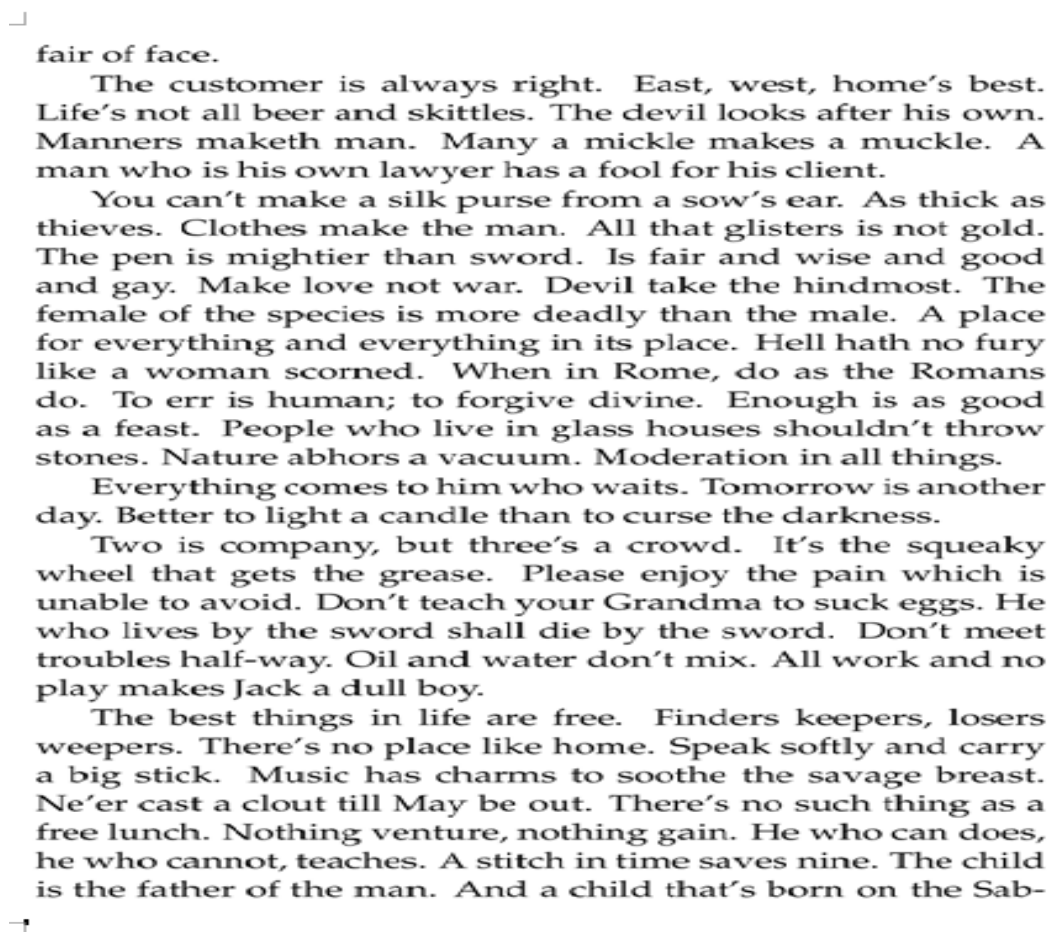 fair of face.
The customer is always right. East, west, home's best.
Life's not all beer and skittles. The devil looks after his own.
Manners maketh man. Many a mickle makes a muckle. A
man who is his own lawyer has a fool for his client.
You can't make a silk purse from a sow's ear. As thick as
thieves. Clothes make the man. All that glisters is not gold.
The pen is mightier than sword. Is fair and wise and good
and gay. Make love not war. Devil take the hindmost. The
female of the species is more deadly than the male. A place
for everything and everything in its place. Hell hath no fury
like a woman scorned. When in Rome, do as the Romans
do. To err is human; to forgive divine. Enough is as good
as a feast. People who live in glass houses shouldn't throw
stones. Nature abhors a vacuum. Moderation in all things.
Everything comes to him who waits. Tomorrow is another
day. Better to light a candle than to curse the darkness.
Two is company, but three's a crowd. It's the squeaky
wheel that gets the grease. Please enjoy the pain which is
unable to avoid. Don't teach your Grandma to suck eggs. He
who lives by the sword shall die by the sword. Don't meet
troubles half-way. Oil and water don't mix. All work and no
play makes Jack a dull boy.
The best things in life are free. Finders keepers, losers
weepers. There's no place like home. Speak softly and carry
a big stick. Music has charms to soothe the savage breast.
Ne'er cast a clout till May be out. There's no such thing as a
free lunch. Nothing venture, nothing gain. He who can does,
he who cannot, teaches. A stitch in time saves nine. The child
is the father of the man. And a child that's born on the Sab-